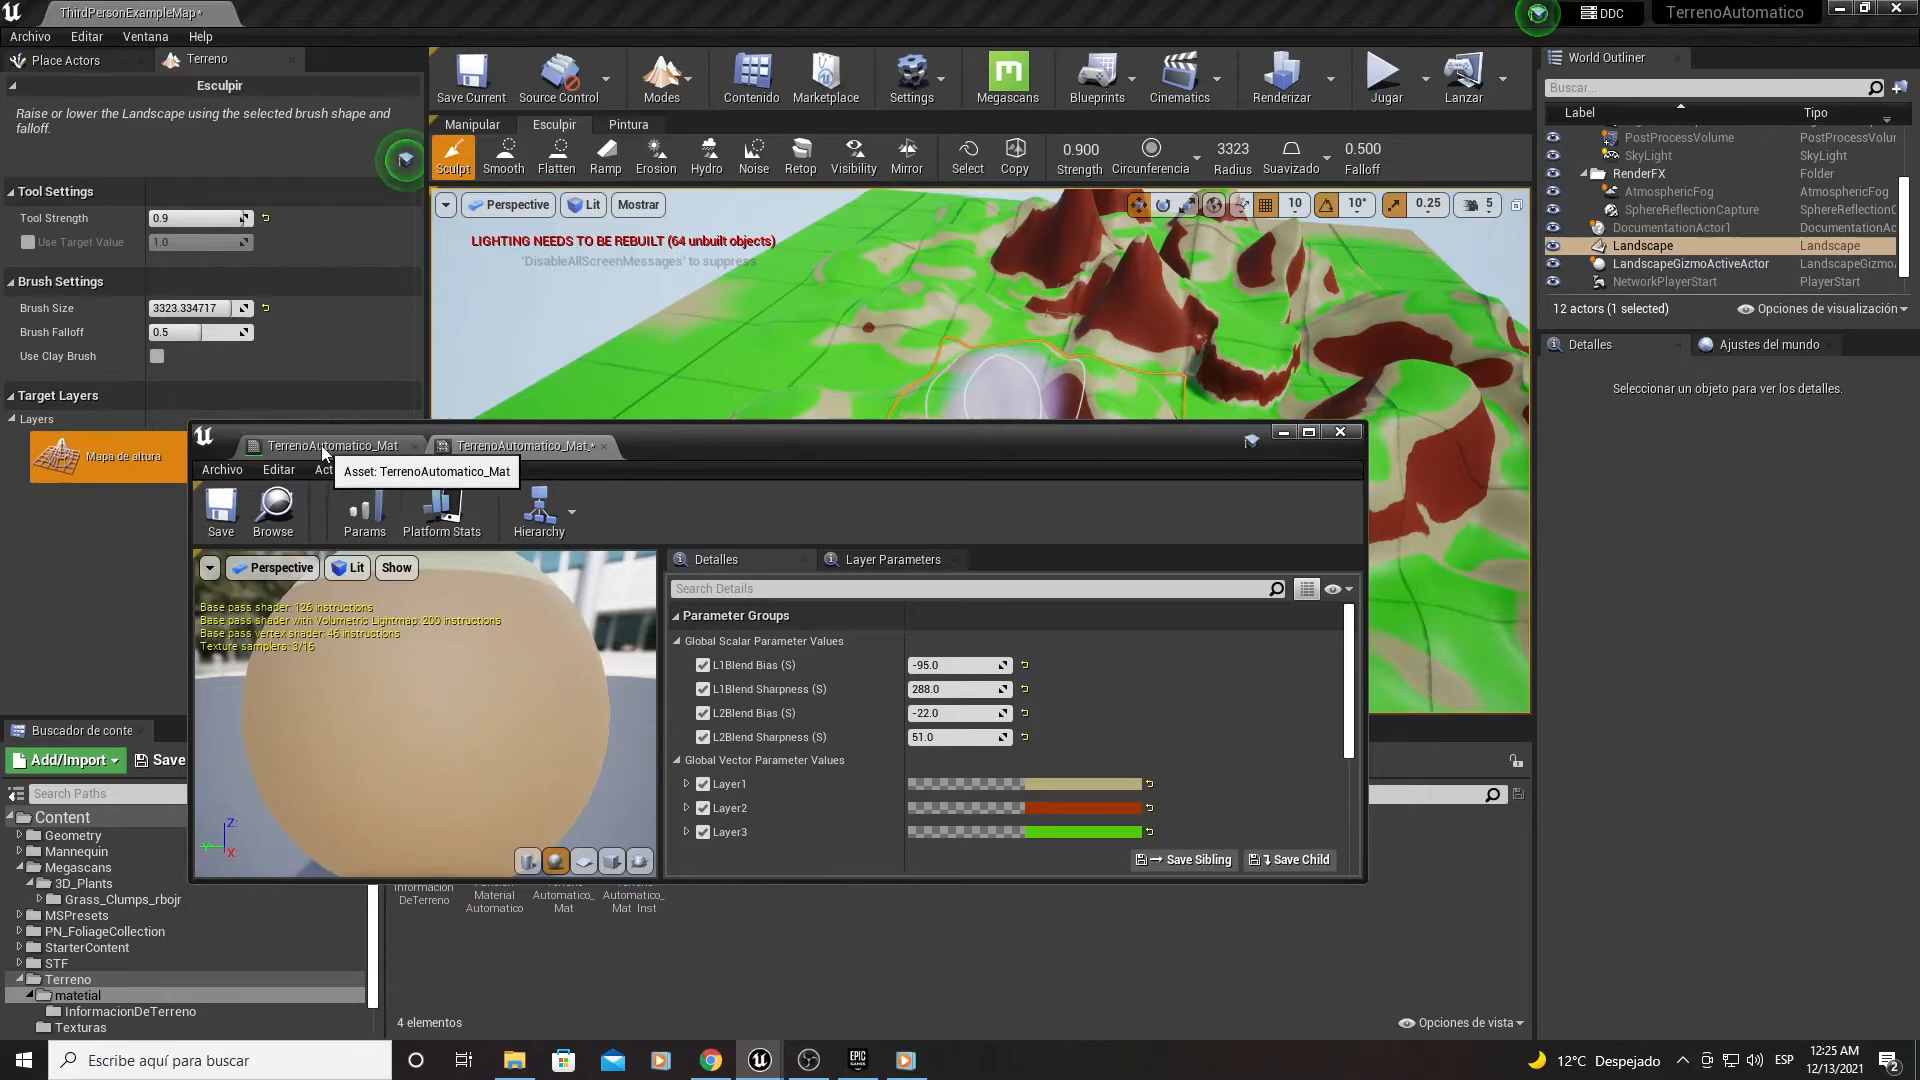 ThirdPersonExampleMap*
DDC
TerrenoAutomatico
Archivo Editar Ventana Help
Place Actors Terreno
Esculpir
Raise or lower the Landscape using the selected brush shape and
falloff.
Tool Settings
Tool Strength 0.9
Use Target Value 1.0
Brush Settings
Brush Size 3323.334717
Brush Falloff 0.5
Use Clay Brush
Target Layers
Layers
Mapa de altura
Save Current Source Control Modes Contenido Marketplace Settings Megascans Blueprints Cinematics Renderizar Jugar Lanzar
Manipular Esculpir Pintura
Sculpt Smooth Flatten Ramp Erosion Hydro Noise Retop Visibility Mirror Select Copy
0.900 3323 0.500
Strength Circunferencia Radius Suavizado Falloff
Perspective Lit Mostrar
10 10° 0.25 5
LIGHTING NEEDS TO BE REBUILT (64 unbuilt objects)
'DisableAllScreenMessages' to suppress
World Outliner
Buscar...
Label Tipo
PostProcessVolume PostProcessVolur
SkyLight SkyLight
RenderFX Folder
AtmosphericFog AtmosphericFog
SphereReflectionCapture SphereReflectionC
DocumentationActor1 DocumentationAc
Landscape Landscape
LandscapeGizmoActiveActor LandscapeGizmo
NetworkPlayerStart PlayerStart
12 actors (1 selected) Opciones de visualización
Detalles Ajustes del mundo
Seleccionar un objeto para ver los detalles.
TerrenoAutomatico_Mat TerrenoAutomatico_Mat_*
Archivo Editar Act
Asset: TerrenoAutomatico_Mat
Save Browse Params Platform Stats Hierarchy
Perspective Lit Show
Base pass shader: 126 instructions
Base pass shader with Volumetric Lightmap: 200 instructions
Base pass vertex shader: 46 instructions
Texture samplers: 3/16
Z
Y
X
Detalles Layer Parameters
Search Details
Parameter Groups
Global Scalar Parameter Values
L1Blend Bias (S) -95.0
L1Blend Sharpness (S) 288.0
L2Blend Bias (S) -22.0
L2Blend Sharpness (S) 51.0
Global Vector Parameter Values
Layer1
Layer2
Layer3
Save Sibling Save Child
Buscador de conte
Add/Import Save
Search Paths
Content
Geometry
Mannequin
Megascans
3D_Plants
Grass_Clumps_rbojr
MSPresets
PN_FoliageCollection
StarterContent
STF
Terreno
matetial
InformacionDeTerreno
Texturas
Informacion
DeTerreno
Material
Automatico
Automatico_
Mat
Automatico_
Mat_Inst
4 elementos
Opciones de vista
Escribe aquí para buscar
EPIC
GAMES
12°C Despejado
ESP
12:25 AM
12/13/2021
2